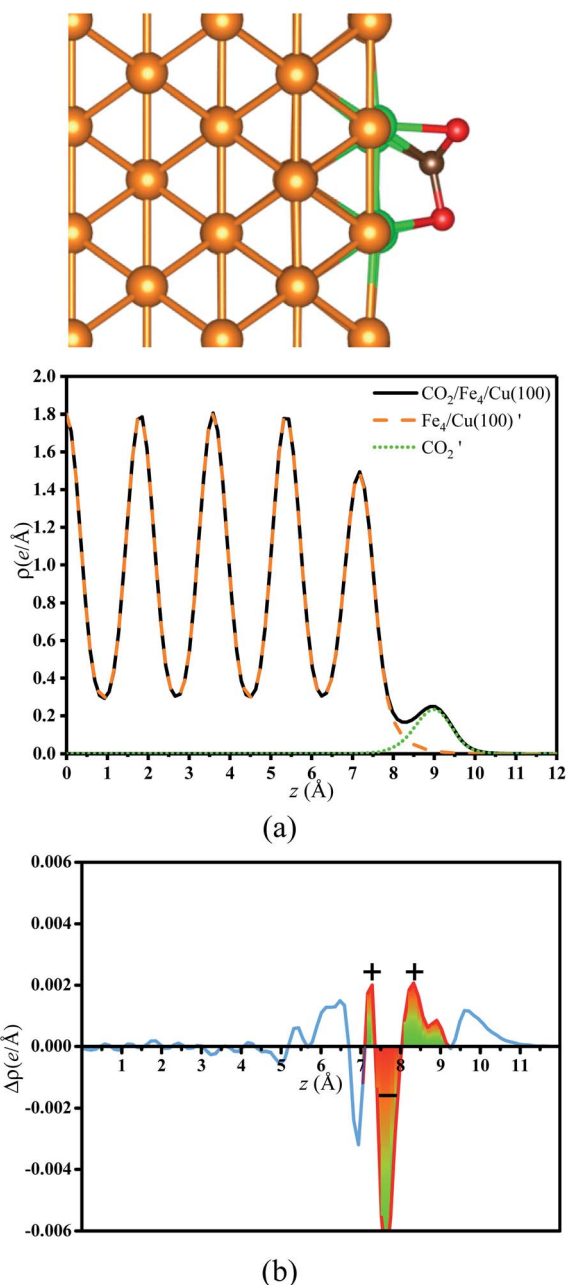 2.0
1.8
1.6
1.4
1.2
1.0
0.8
0.6
0.4
0.2
0.0
ρ(e/Å)
CO₂/Fe₄/Cu(100)
Fe₄/Cu(100) '
CO₂ '
0 1 2 3 4 5 6 7 8 9 10 11 12
z (Å)
(a)
0.006
0.004
0.002
0.000
-0.002
-0.004
-0.006
Δρ(e/Å)
+ +
1 2 3 4 5 6 7 8 9 10 11
z (Å)
−
(b)